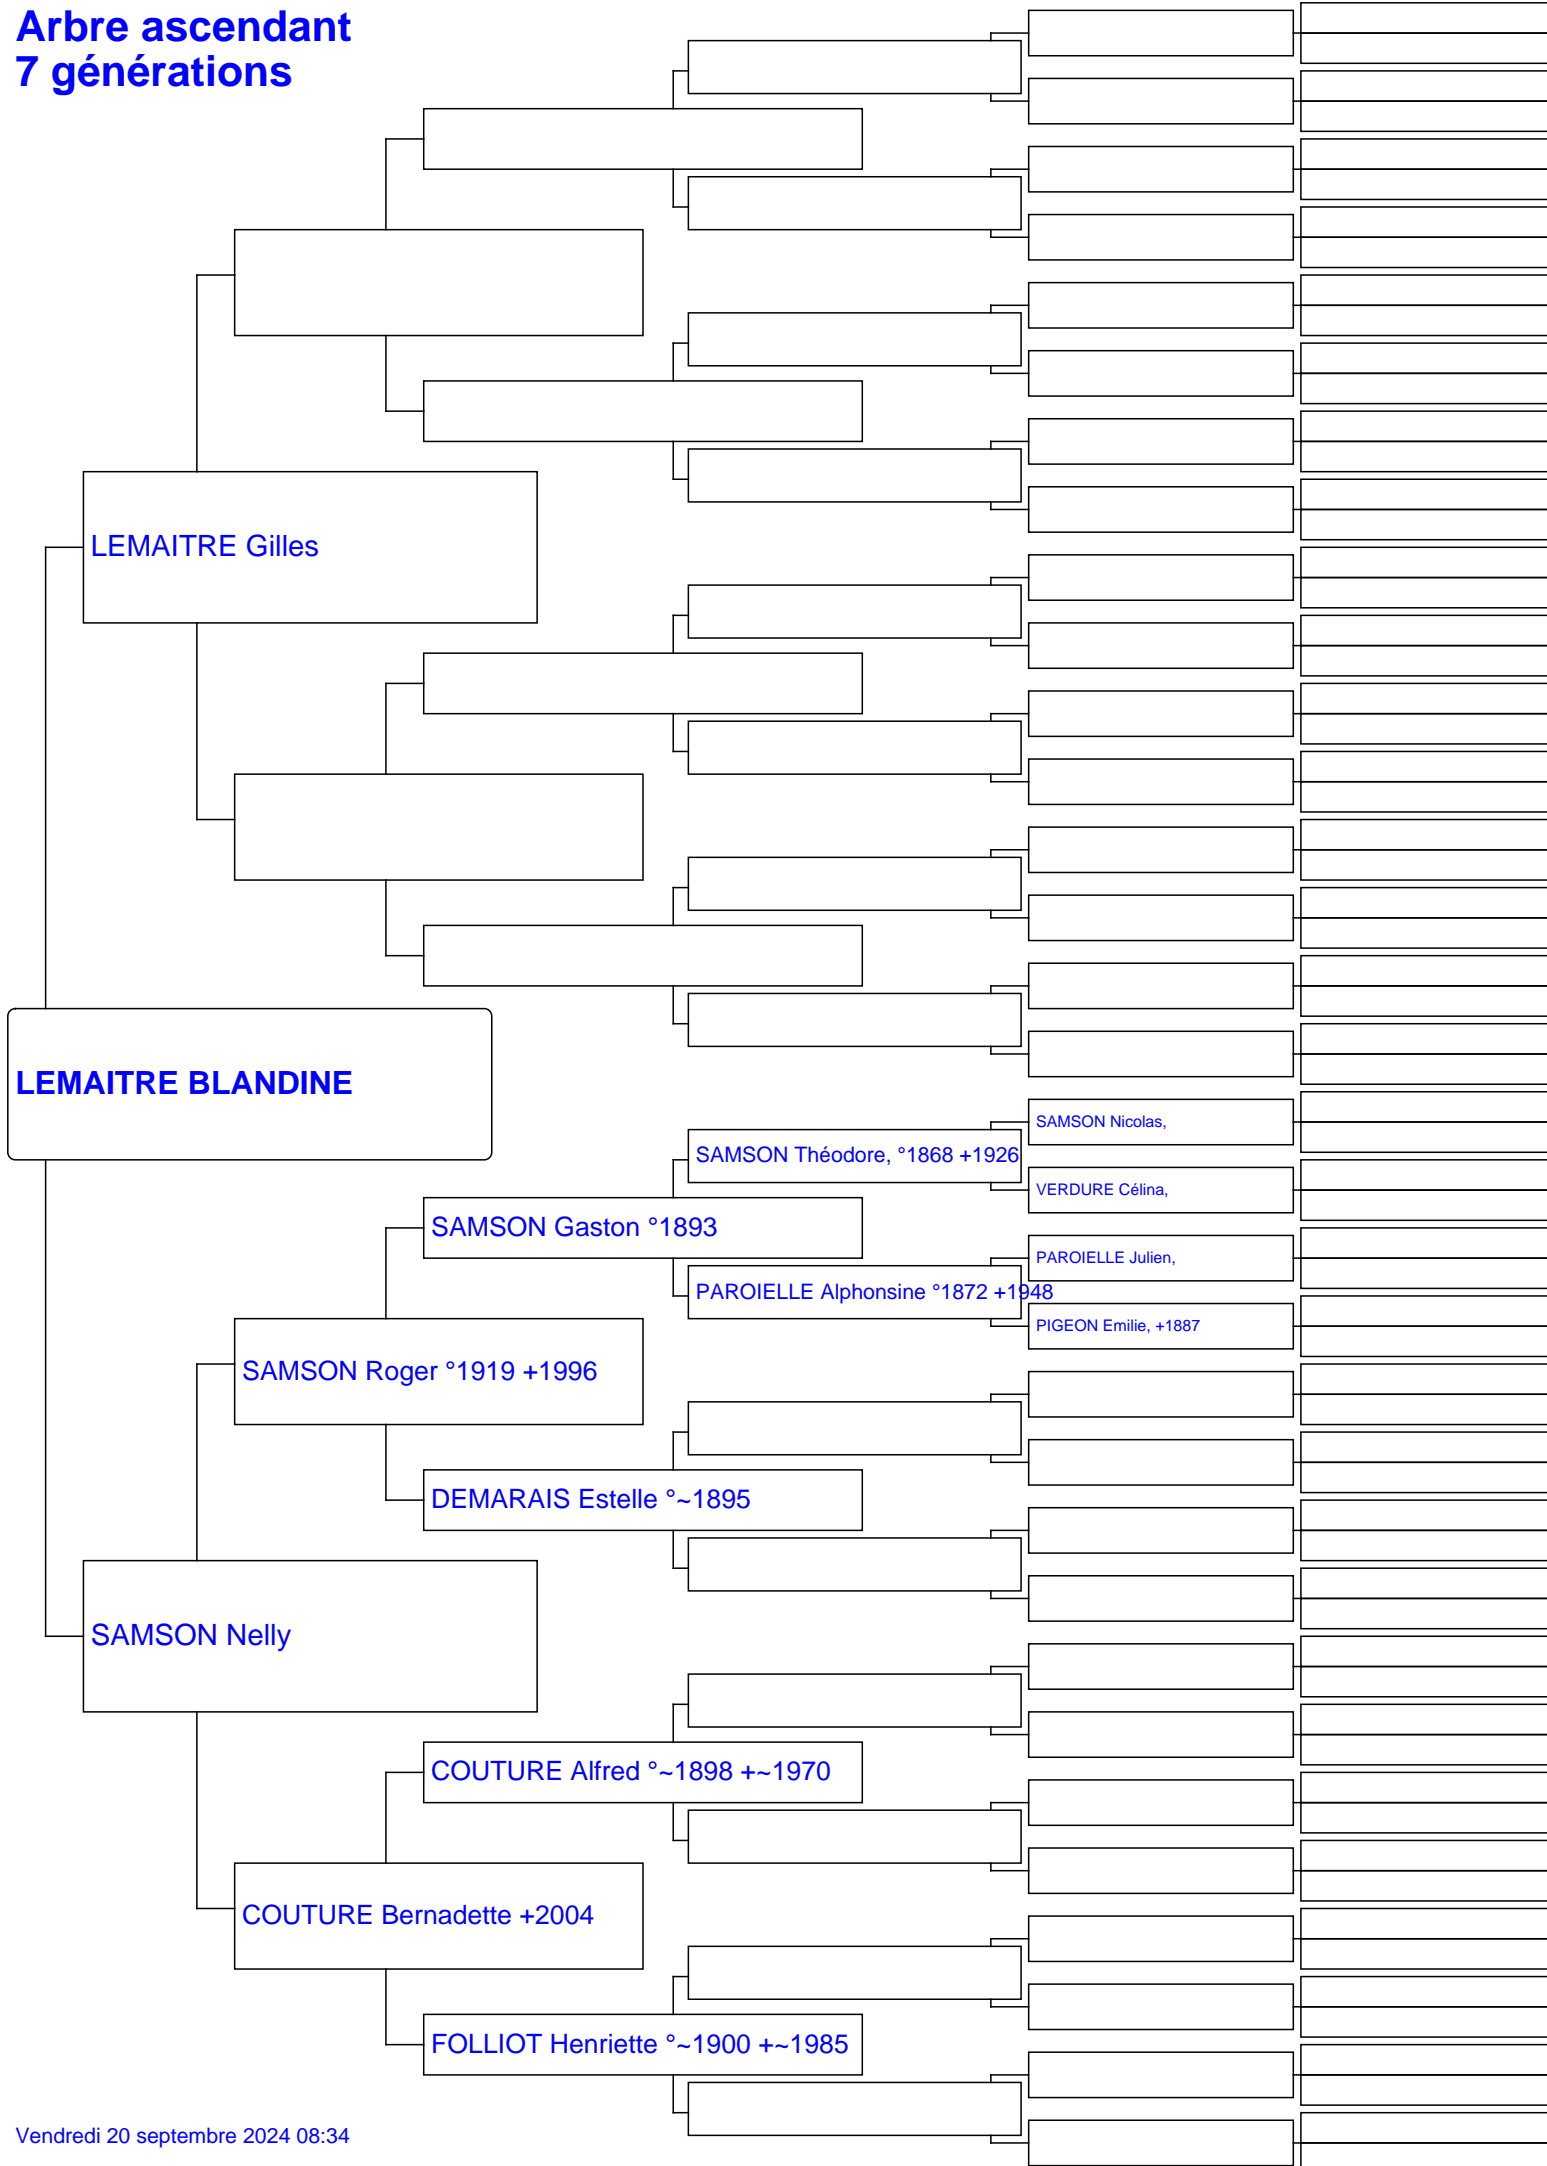 Arbre ascendant
7 générations
LEMAITRE Gilles
LEMAITRE BLANDINE
SAMSON Nicolas,
SAMSON Théodore, °1868 +1926
VERDURE Célina,
SAMSON Gaston °1893
PAROIELLE Julien,
PAROIELLE Alphonsine °1872 +1948
PIGEON Emilie, +1887
SAMSON Roger °1919 +1996
DEMARAIS Estelle °~1895
SAMSON Nelly
COUTURE Alfred °~1898 +~1970
COUTURE Bernadette +2004
FOLLIOT Henriette °~1900 +~1985
Vendredi 20 septembre 2024 08:34